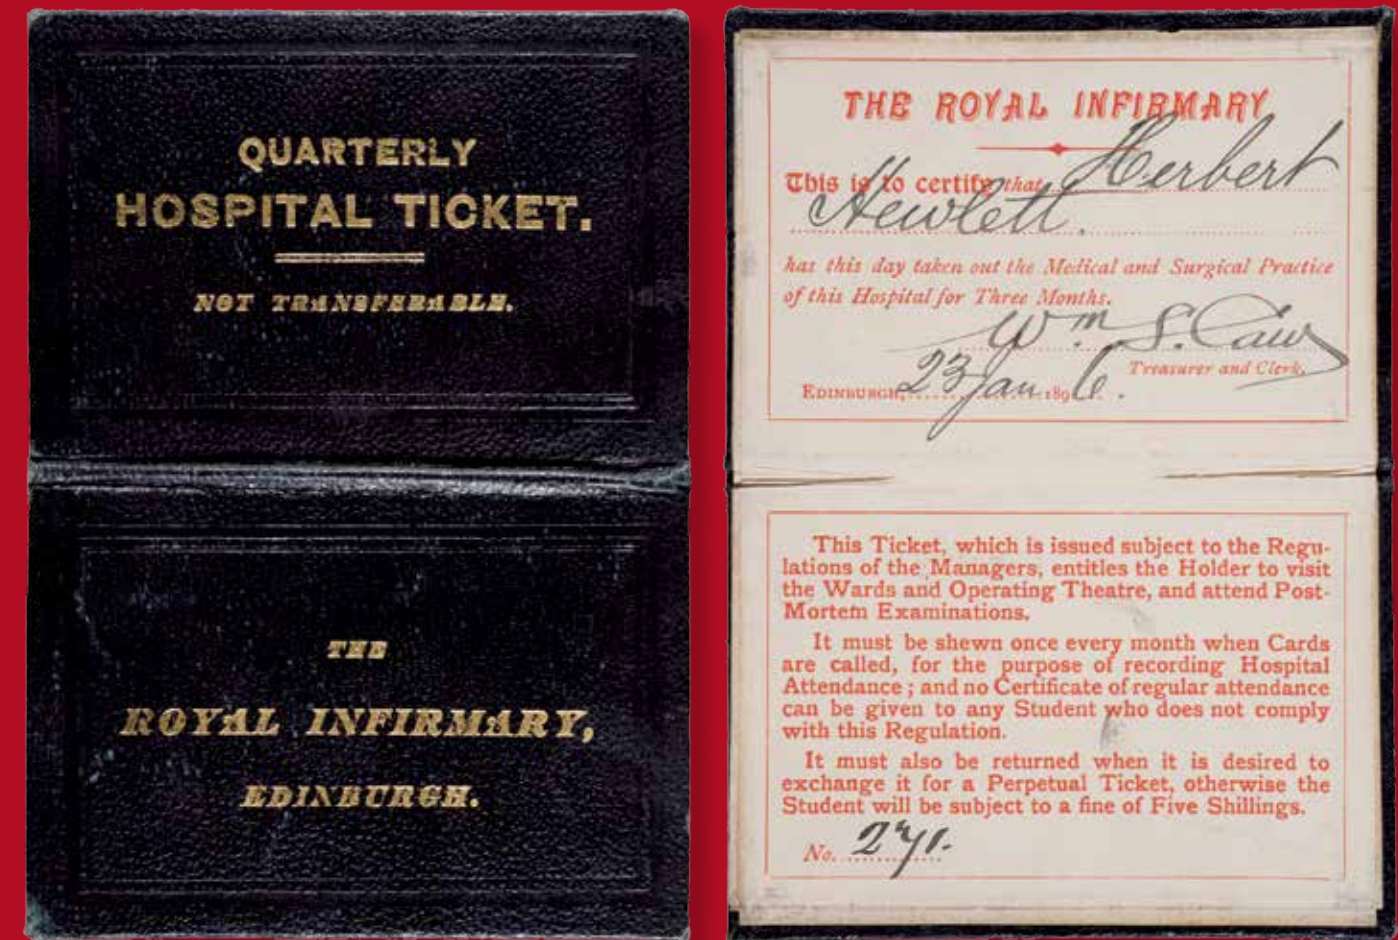 QUARTERLY
HOSPITAL TICKET.
NOT TRANSFERABLE.
THE
ROYAL INFIRMARY,
EDINBURGH.
THE ROYAL INFIRMARY
This is to certify that Herbert
Hewlett.
has this day taken out the Medical and Surgical Practice
of this Hospital for Three Months.
Wm S. Caw
Treasurer and Clerk.
EDINBURGH, 23 Jan. 1896.
This Ticket, which is issued subject to the Regu-
lations of the Managers, entitles the Holder to visit
the Wards and Operating Theatre, and attend Post-
Mortem Examinations.
It must be shewn once every month when Cards
are called, for the purpose of recording Hospital
Attendance; and no Certificate of regular attendance
can be given to any Student who does not comply
with this Regulation.
It must also be returned when it is desired to
exchange it for a Perpetual Ticket, otherwise the
Student will be subject to a fine of Five Shillings.
No.